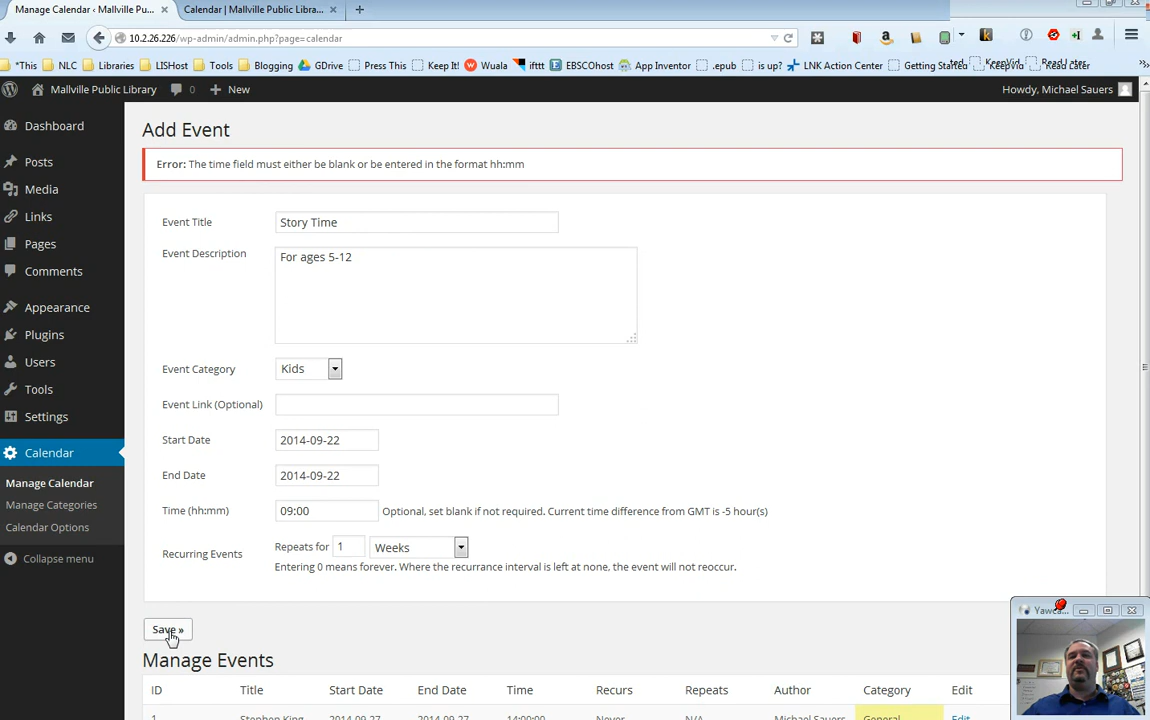 Manage Calendar ‹ Mallville Pu... × Calendar | Mallville Public Libra... × +
10.2.26.226/wp-admin/admin.php?page=calendar
*This NLC Libraries LISHost Tools Blogging GDrive Press This Keep It! Wuala ifttt EBSCOhost App Inventor .epub is up? LNK Action Center Getting Started KeepVid Read Later
Mallville Public Library 0 + New Howdy, Michael Sauers
Dashboard
Posts
Media
Links
Pages
Comments
Appearance
Plugins
Users
Tools
Settings
Calendar
Manage Calendar
Manage Categories
Calendar Options
Collapse menu
Add Event
Error: The time field must either be blank or be entered in the format hh:mm
Event Title Story Time
Event Description For ages 5-12
Event Category Kids
Event Link (Optional)
Start Date 2014-09-22
End Date 2014-09-22
Time (hh:mm) 09:00 Optional, set blank if not required. Current time difference from GMT is -5 hour(s)
Recurring Events Repeats for 1 Weeks
Entering 0 means forever. Where the recurrance interval is left at none, the event will not reoccur.
Save »
Manage Events
ID Title Start Date End Date Time Recurs Repeats Author Category Edit
1 Stephen King 2014-09-27 2014-09-27 14:00:00 Never N/A Michael Sauers General Edit